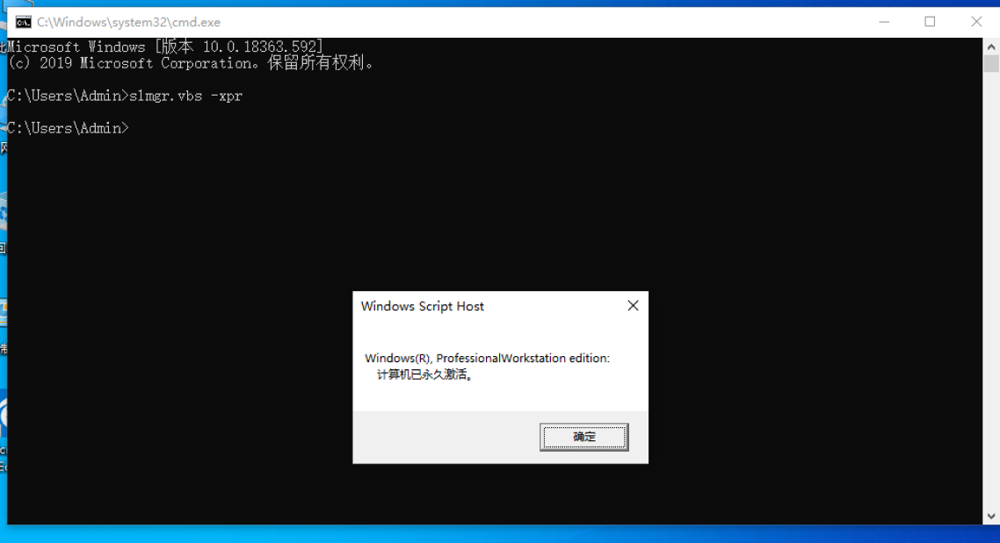 C:\Windows\system32\cmd.exe
Microsoft Windows [版本 10.0.18363.592]
(c) 2019 Microsoft Corporation。保留所有权利。
C:\Users\Admin>slmgr.vbs -xpr
C:\Users\Admin>
Windows Script Host
Windows(R), ProfessionalWorkstation edition:
计算机已永久激活。
确定